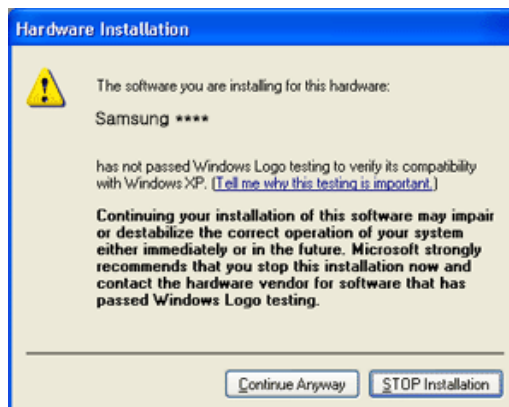 Hardware Installation
The software you are installing for this hardware:
Samsung ****
has not passed Windows Logo testing to verify its compatibility
with Windows XP. (Tell me why this testing is important.)
Continuing your installation of this software may impair
or destabilize the correct operation of your system
either immediately or in the future. Microsoft strongly
recommends that you stop this installation now and
contact the hardware vendor for software that has
passed Windows Logo testing.
Continue Anyway
STOP Installation